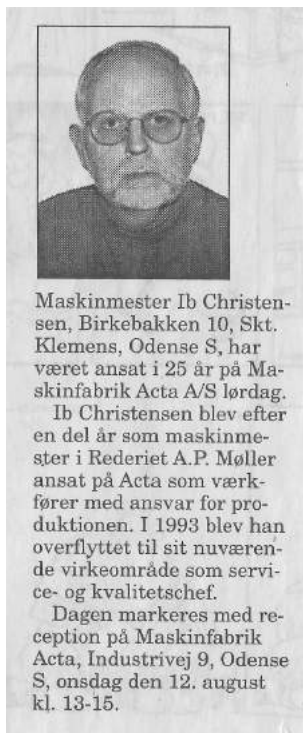 Maskinmester Ib Christen-
sen, Birkebakken 10, Skt.
Klemens, Odense S, har
været ansat i 25 år på Ma-
skinfabrik Acta A/S lørdag.
Ib Christensen blev efter
en del år som maskinme-
ster i Rederiet A.P. Møller
ansat på Acta som værk-
fører med ansvar for pro-
duktionen. I 1993 blev han
overflyttet til sit nuværen-
de virkeområde som servi-
ce- og kvalitetschef.
Dagen markeres med re-
ception på Maskinfabrik
Acta, Industrivej 9, Odense
S, onsdag den 12. august
kl. 13-15.